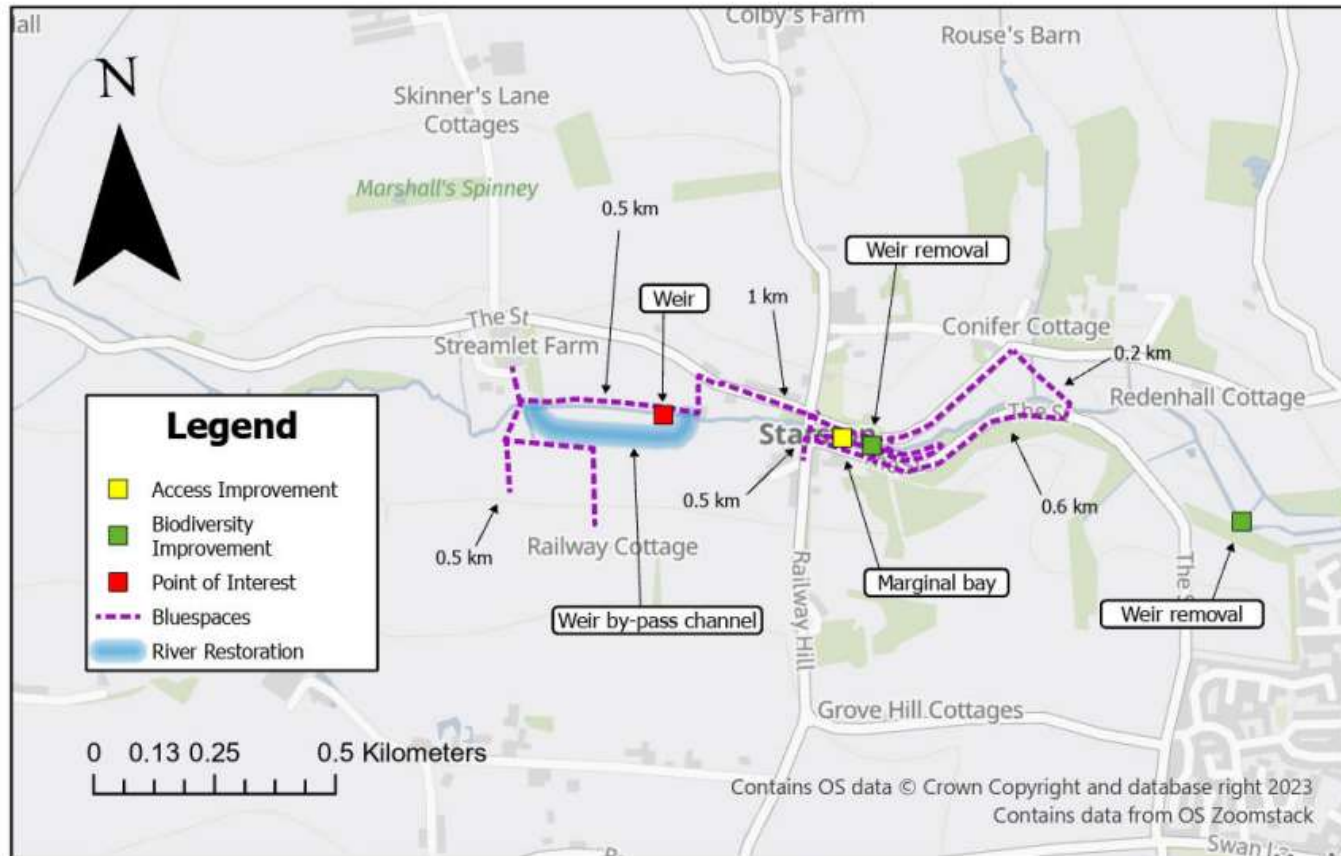 Colby's Farm
Rouse's Barn
N
Skinner's Lane
Cottages
Marshall's Spinney
0.5 km
Weir removal
Weir
1 km
The St
Streamlet Farm
Conifer Cottage
0.2 km
Redenhall Cottage
The S
Legend
Access Improvement
Biodiversity
Improvement
Point of Interest
Bluespaces
River Restoration
0.5 km
0.6 km
0.5 km
Railway Cottage
Marginal bay
Weir by-pass channel
Railway Hill
The S
Weir removal
Grove Hill Cottages
0 0.13 0.25 0.5 Kilometers
Contains OS data © Crown Copyright and database right 2023
Contains data from OS Zoomstack